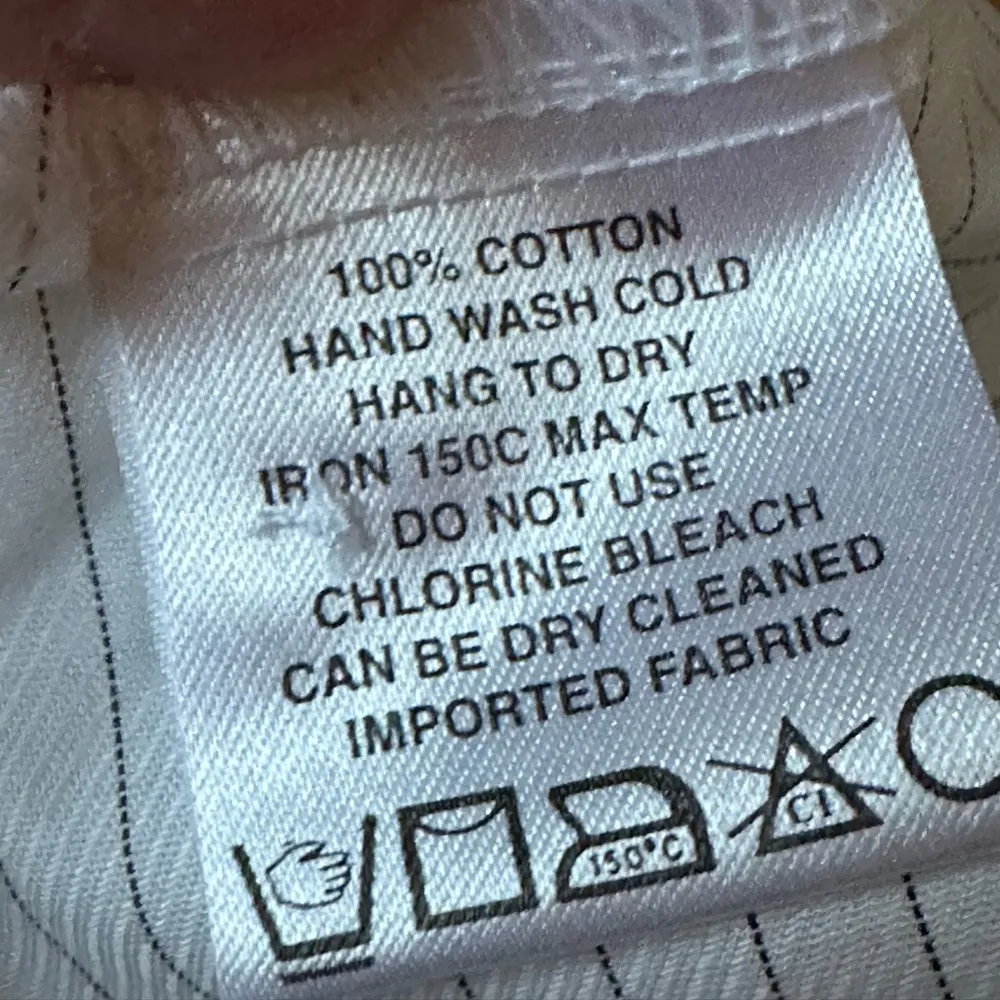 100% COTTON
HAND WASH COLD
HANG TO DRY
IRON 150C MAX TEMP
DO NOT USE
CHLORINE BLEACH
CAN BE DRY CLEANED
IMPORTED FABRIC
150°C
Cl